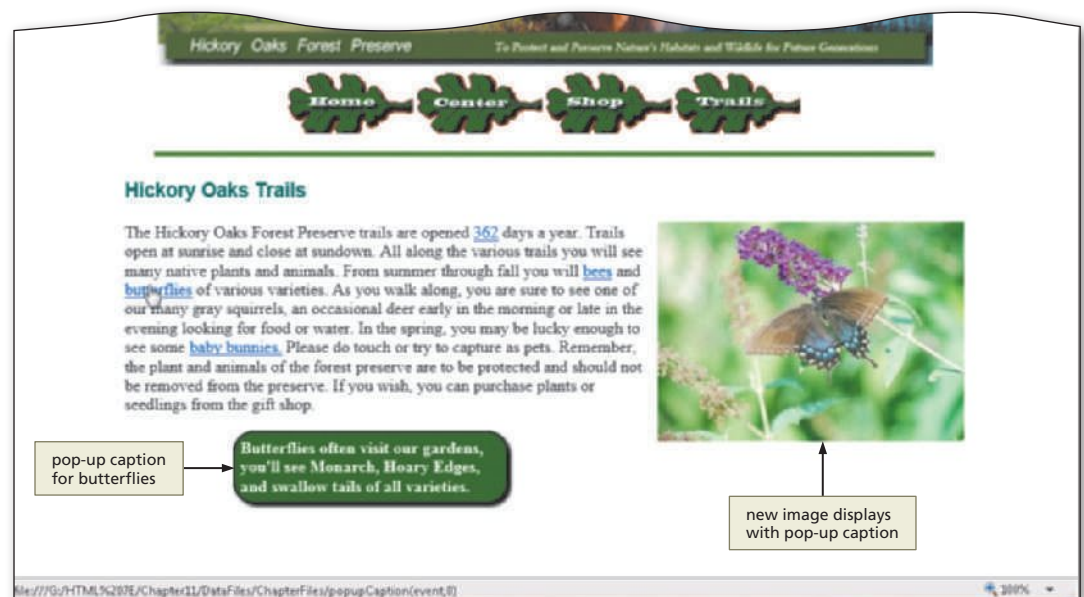 Hickory Oaks Forest Preserve
To Protect and Preserve Nature's Habitats and Wildlife for Future Generations
Home Center Shop Trails
Hickory Oaks Trails
The Hickory Oaks Forest Preserve trails are opened 362 days a year. Trails
open at sunrise and close at sundown. All along the various trails you will see
many native plants and animals. From summer through fall you will bees and
butterflies of various varieties. As you walk along, you are sure to see one of
our many gray squirrels, an occasional deer early in the morning or late in the
evening looking for food or water. In the spring, you may be lucky enough to
see some baby bunnies. Please do touch or try to capture as pets. Remember,
the plant and animals of the forest preserve are to be protected and should not
be removed from the preserve. If you wish, you can purchase plants or
seedlings from the gift shop.
pop-up caption
for butterflies
Butterflies often visit our gardens,
you'll see Monarch, Hoary Edges,
and swallow tails of all varieties.
new image displays
with pop-up caption
file:///G:/HTML%207E/Chapter11/DataFiles/ChapterFiles/popupCaption(event,0)
100%